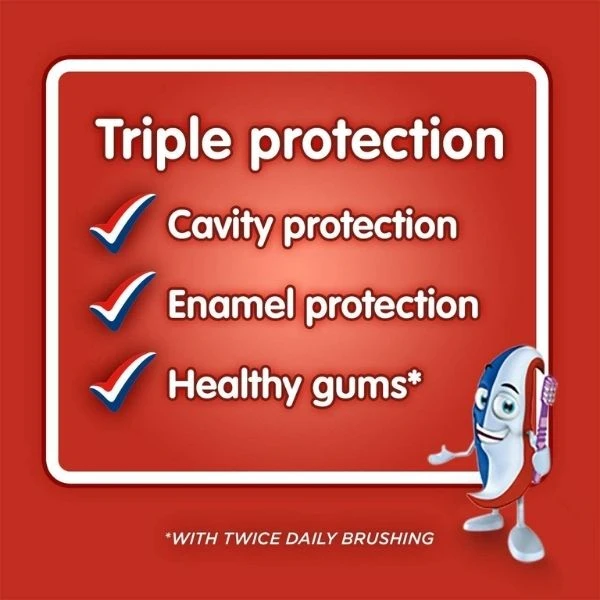 Triple protection
Cavity protection
Enamel protection
Healthy gums*
*WITH TWICE DAILY BRUSHING